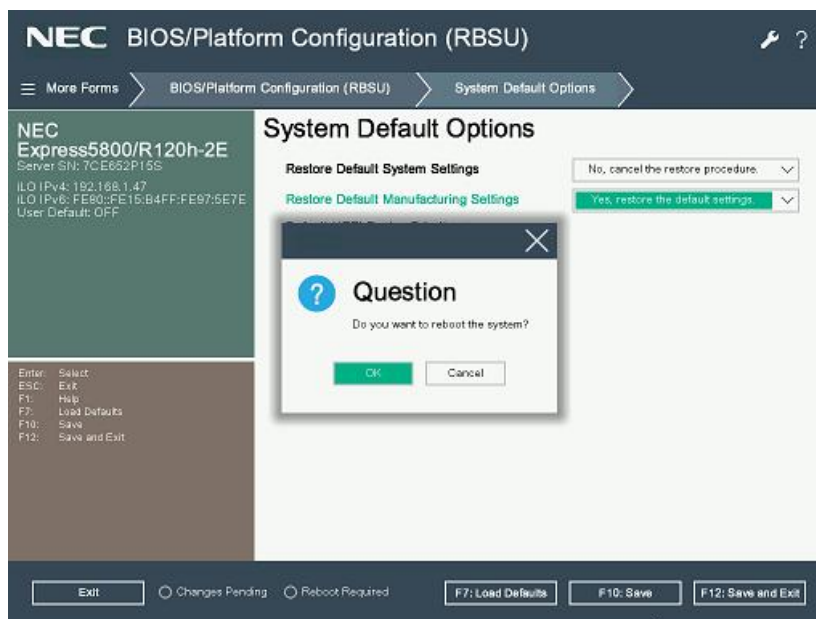 NEC BIOS/Platform Configuration (RBSU)
?
More Forms
BIOS/Platform Configuration (RBSU)
System Default Options
NEC
Express5800/R120h-2E
Server SN: 7CE652P15S
iLO IPv4: 192.168.1.47
iLO IPv6: FE80::FE15:B4FF:FE97:5E7E
User Default: OFF
System Default Options
Restore Default System Settings
No, cancel the restore procedure.
Restore Default Manufacturing Settings
Yes, restore the default settings.
?
Question
Do you want to reboot the system?
OK
Cancel
Enter: Select
ESC: Exit
F1: Help
F7: Load Defaults
F10: Save
F12: Save and Exit
Exit
Changes Pending
Reboot Required
F7: Load Defaults
F10: Save
F12: Save and Exit